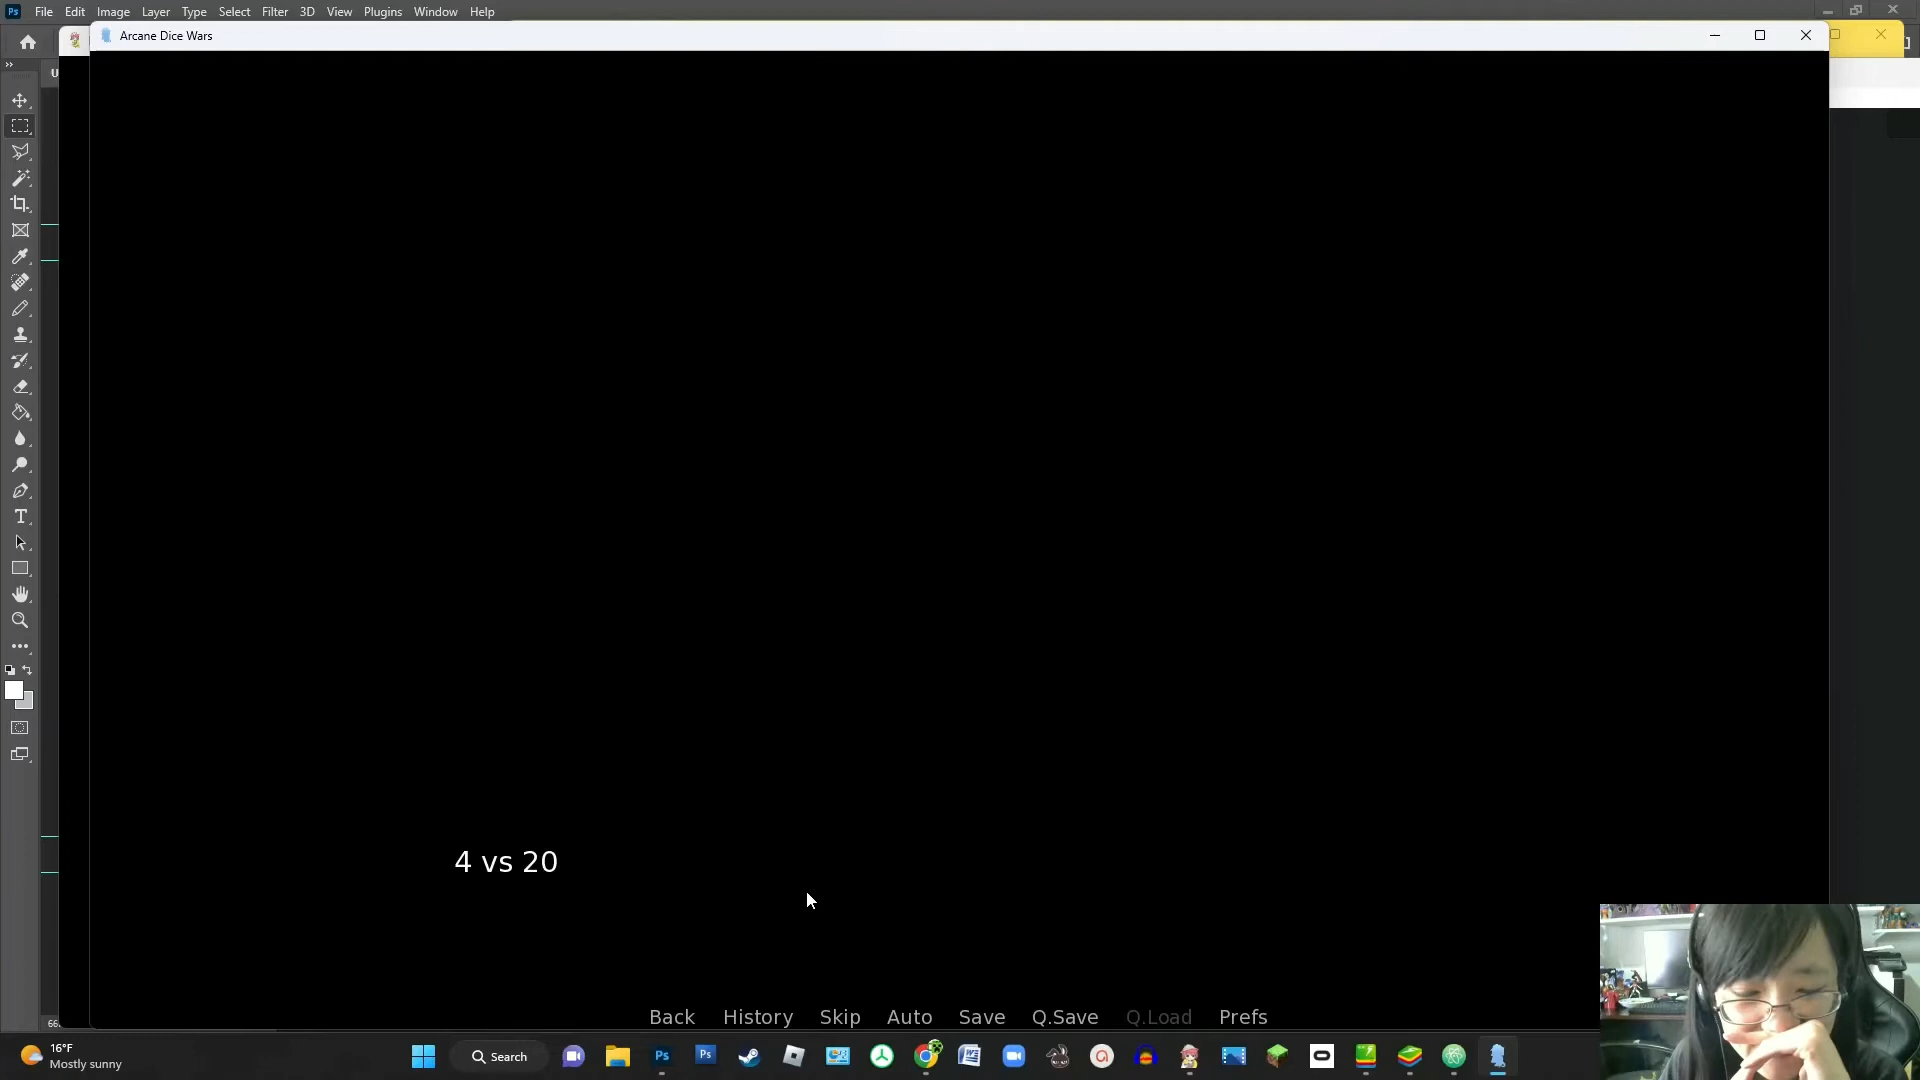 File Edit Image Layer Type Select Filter 3D View Plugins Window Help
Arcane Dice Wars
4 vs 20
Back History Skip Auto Save Q.Save Q.Load Prefs
16°F
Mostly sunny
Search